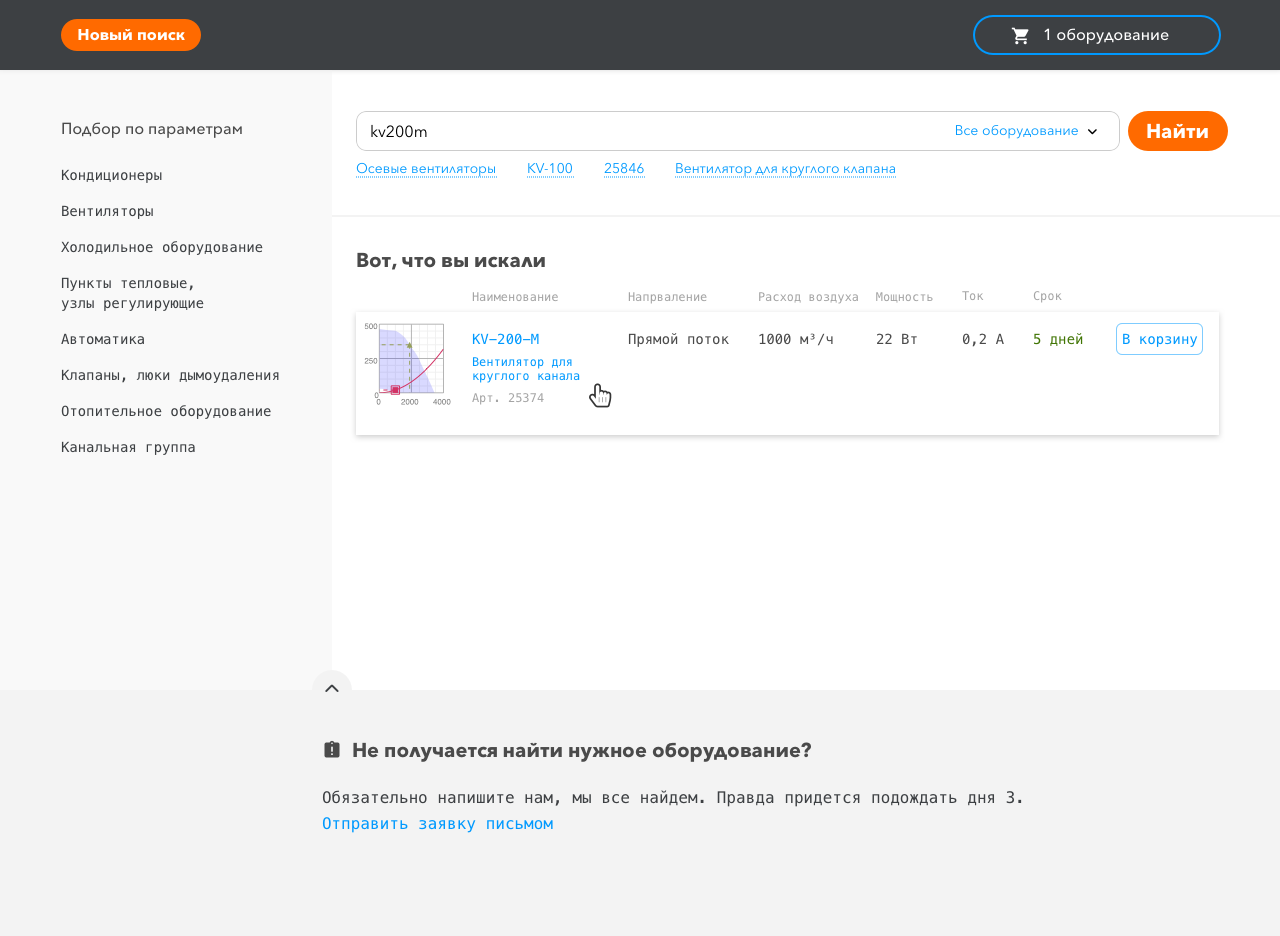 Новый поиск
1 оборудование
Подбор по параметрам
Кондиционеры
Вентиляторы
Холодильное оборудование
Пункты тепловые,
узлы регулирующие
Автоматика
Клапаны, люки дымоудаления
Отопительное оборудование
Канальная группа
kv200m
Все оборудование
Найти
Осевые вентиляторы
KV-100
25846
Вентилятор для круглого клапана
Вот, что вы искали
Наименование
Напрваление
Расход воздуха
Мощность
Ток
Срок
500
250
0
0
2000
4000
KV-200-M
Вентилятор для
круглого канала
Арт. 25374
Прямой поток
1000 м³/ч
22 Вт
0,2 А
5 дней
В корзину
Не получается найти нужное оборудование?
Обязательно напишите нам, мы все найдем. Правда придется подождать дня 3.
Отправить заявку письмом